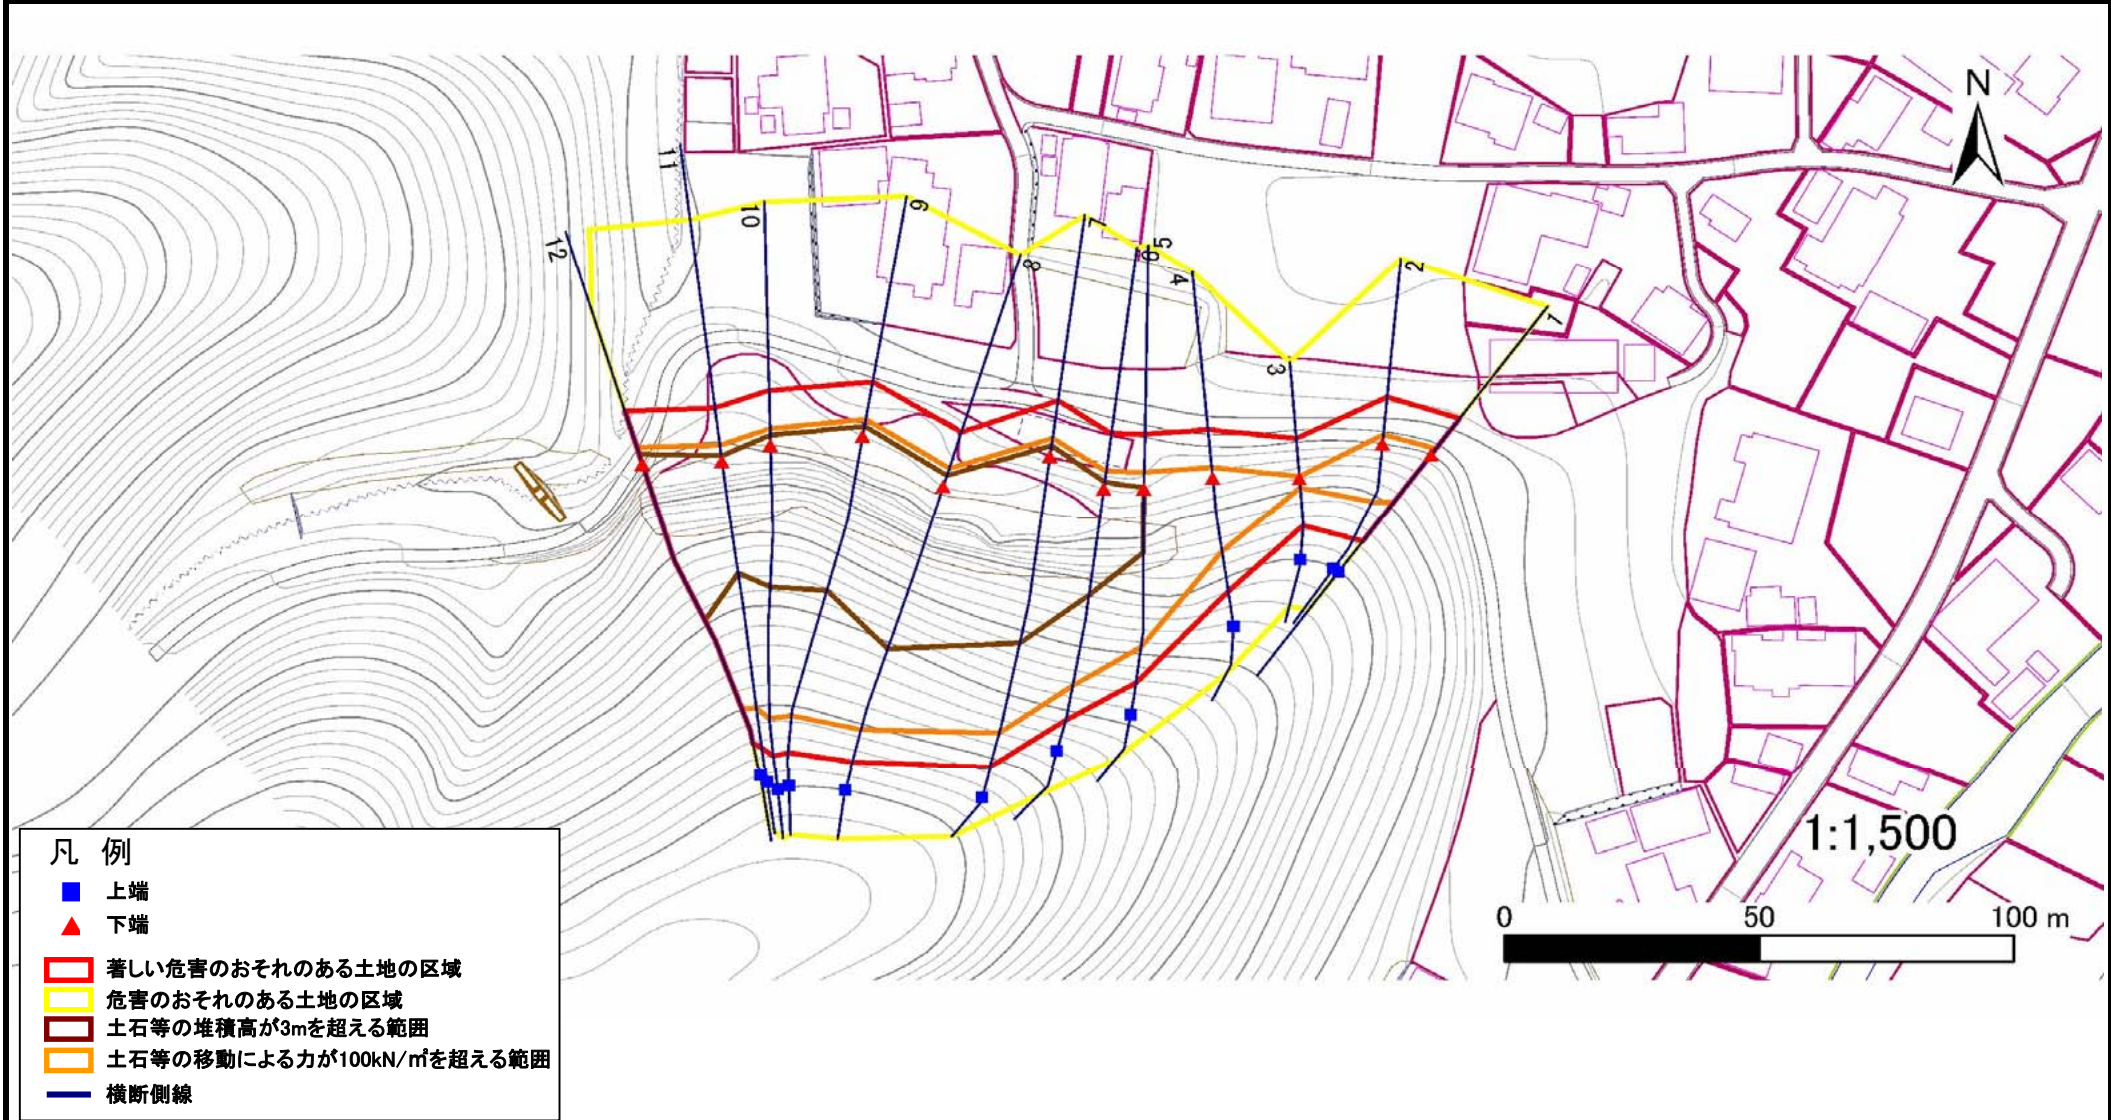 N
11
12
10
9
8
7
6
5
4
3
2
1
1:1,500
0 50 100 m
凡 例
上端
下端
著しい危害のおそれのある土地の区域
危害のおそれのある土地の区域
土石等の堆積高が3mを超える範囲
土石等の移動による力が100kN/㎡を超える範囲
横断側線